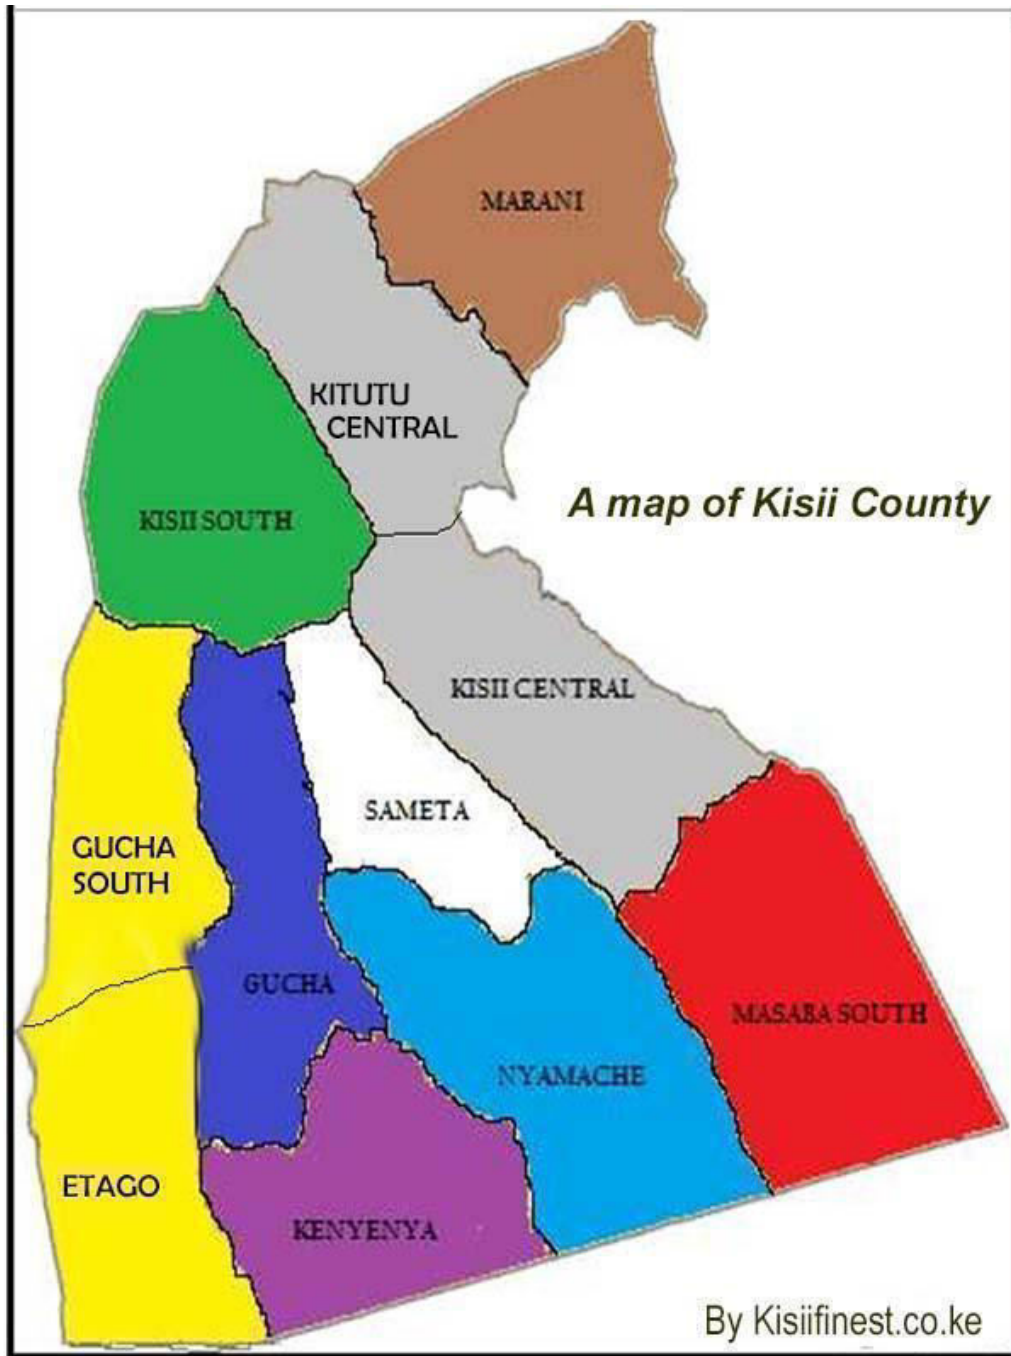 MARANI
KITUTU
CENTRAL
A map of Kisii County
KISII SOUTH
KISII CENTRAL
SAMETA
GUCHA
SOUTH
GUCHA
MASABA SOUTH
NYAMACHE
ETAGO
KENYENYA
By Kisiifinest.co.ke